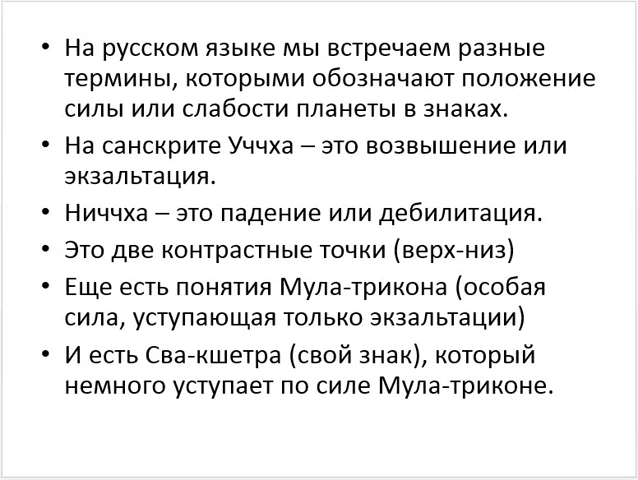 • На русском языке мы встречаем разные
термины, которыми обозначают положение
силы или слабости планеты в знаках.
• На санскрите Уччха – это возвышение или
экзальтация.
• Ниччха – это падение или дебилитация.
• Это две контрастные точки (верх-низ)
• Еще есть понятия Мула-трикона (особая
сила, уступающая только экзальтации)
• И есть Сва-кшетра (свой знак), который
немного уступает по силе Мула-триконе.